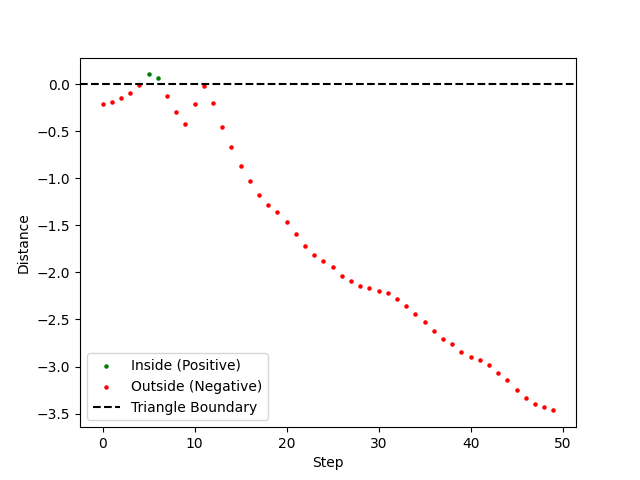 0.0
−0.5
−1.0
−1.5
−2.0
−2.5
−3.0
−3.5
Distance
Inside (Positive)
Outside (Negative)
Triangle Boundary
0 10 20 30 40 50
Step